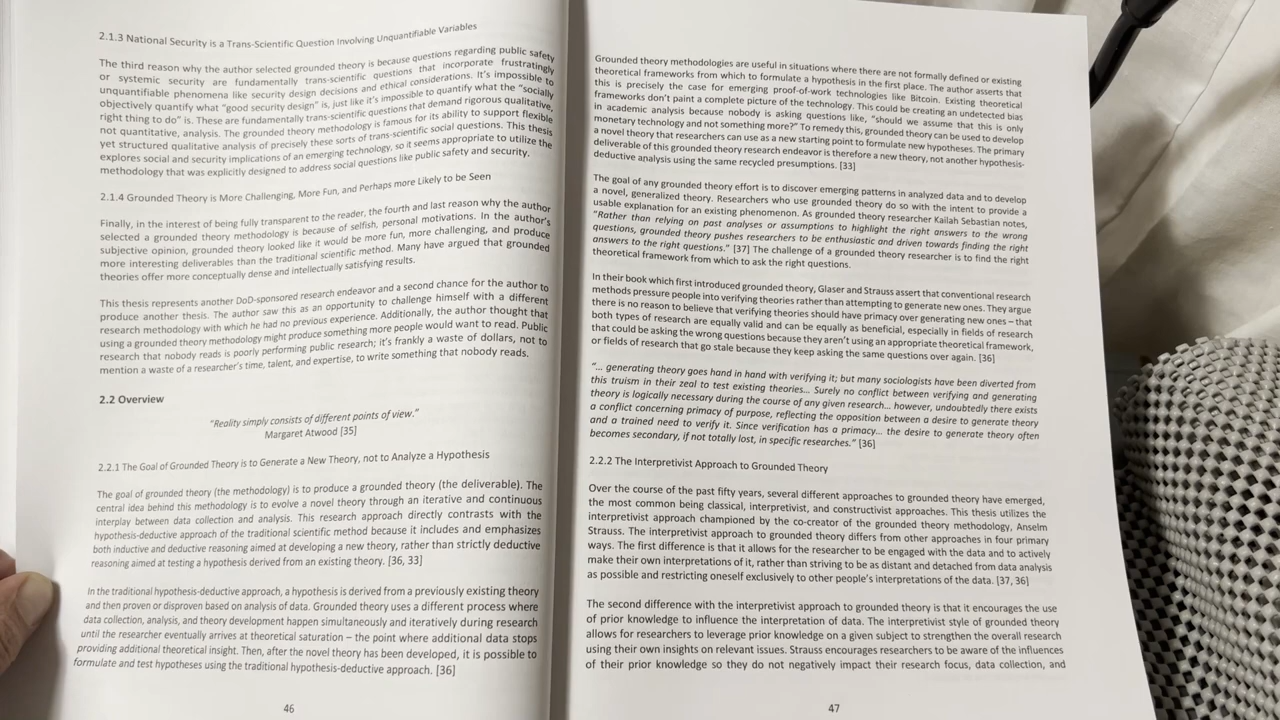 2.1.3 National Security is a Trans-Scientific Question Involving Unquantifiable Variables
The third reason why the author selected grounded theory is because questions regarding public safety
or systemic security are fundamentally trans-scientific questions that incorporate frustratingly
unquantifiable phenomena like security design decisions and ethical considerations. It's impossible to
objectively quantify what "good security design" is, just like it's impossible to quantify what the "socially
right thing to do" is. These are fundamentally trans-scientific questions that demand rigorous qualitative,
not quantitative, analysis. The grounded theory methodology is famous for its ability to support flexible
yet structured qualitative analysis of precisely these sorts of trans-scientific social questions. This thesis
explores social and security implications of an emerging technology, so it seems appropriate to utilize the
methodology that was explicitly designed to address social questions like public safety and security.
2.1.4 Grounded Theory is More Challenging, More Fun, and Perhaps more Likely to be Seen
Finally, in the interest of being fully transparent to the reader, the fourth and last reason why the author
selected a grounded theory methodology is because of selfish, personal motivations. In the author's
subjective opinion, grounded theory looked like it would be more fun, more challenging, and produce
more interesting deliverables than the traditional scientific method. Many have argued that grounded
theories offer more conceptually dense and intellectually satisfying results.
This thesis represents another DoD-sponsored research endeavor and a second chance for the author to
produce another thesis. The author saw this as an opportunity to challenge himself with a different
research methodology with which he had no previous experience. Additionally, the author thought that
using a grounded theory methodology might produce something more people would want to read. Public
research that nobody reads is poorly performing public research; it's frankly a waste of dollars, not to
mention a waste of a researcher's time, talent, and expertise, to write something that nobody reads.
2.2 Overview
"Reality simply consists of different points of view."
Margaret Atwood [35]
2.2.1 The Goal of Grounded Theory is to Generate a New Theory, not to Analyze a Hypothesis
The goal of grounded theory (the methodology) is to produce a grounded theory (the deliverable). The
central idea behind this methodology is to evolve a novel theory through an iterative and continuous
interplay between data collection and analysis. This research approach directly contrasts with the
hypothesis-deductive approach of the traditional scientific method because it includes and emphasizes
both inductive and deductive reasoning aimed at developing a new theory, rather than strictly deductive
reasoning aimed at testing a hypothesis derived from an existing theory. [36, 33]
In the traditional hypothesis-deductive approach, a hypothesis is derived from a previously existing theory
and then proven or disproven based on analysis of data. Grounded theory uses a different process where
data collection, analysis, and theory development happen simultaneously and iteratively during research
until the researcher eventually arrives at theoretical saturation – the point where additional data stops
providing additional theoretical insight. Then, after the novel theory has been developed, it is possible to
formulate and test hypotheses using the traditional hypothesis-deductive approach. [36]
46
Grounded theory methodologies are useful in situations where there are not formally defined or existing
theoretical frameworks from which to formulate a hypothesis in the first place. The author asserts that
this is precisely the case for emerging proof-of-work technologies like Bitcoin. Existing theoretical
frameworks don't paint a complete picture of the technology. This could be creating an undetected bias
in academic analysis because nobody is asking questions like, "should we assume that this is only
monetary technology and not something more?" To remedy this, grounded theory can be used to develop
a novel theory that researchers can use as a new starting point to formulate new hypotheses. The primary
deliverable of this grounded theory research endeavor is therefore a new theory, not another hypothesis-
deductive analysis using the same recycled presumptions. [33]
The goal of any grounded theory effort is to discover emerging patterns in analyzed data and to develop
a novel, generalized theory. Researchers who use grounded theory do so with the intent to provide a
usable explanation for an existing phenomenon. As grounded theory researcher Kailah Sebastian notes,
"Rather than relying on past analyses or assumptions to highlight the right answers to the wrong
questions, grounded theory pushes researchers to be enthusiastic and driven towards finding the right
answers to the right questions." [37] The challenge of a grounded theory researcher is to find the right
theoretical framework from which to ask the right questions.
In their book which first introduced grounded theory, Glaser and Strauss assert that conventional research
methods pressure people into verifying theories rather than attempting to generate new ones. They argue
there is no reason to believe that verifying theories should have primacy over generating new ones – that
both types of research are equally valid and can be equally as beneficial, especially in fields of research
that could be asking the wrong questions because they aren't using an appropriate theoretical framework,
or fields of research that go stale because they keep asking the same questions over again. [36]
"... generating theory goes hand in hand with verifying it; but many sociologists have been diverted from
this truism in their zeal to test existing theories... Surely no conflict between verifying and generating
theory is logically necessary during the course of any given research... however, undoubtedly there exists
a conflict concerning primacy of purpose, reflecting the opposition between a desire to generate theory
and a trained need to verify it. Since verification has a primacy... the desire to generate theory often
becomes secondary, if not totally lost, in specific researches." [36]
2.2.2 The Interpretivist Approach to Grounded Theory
Over the course of the past fifty years, several different approaches to grounded theory have emerged,
the most common being classical, interpretivist, and constructivist approaches. This thesis utilizes the
interpretivist approach championed by the co-creator of the grounded theory methodology, Anselm
Strauss. The interpretivist approach to grounded theory differs from other approaches in four primary
ways. The first difference is that it allows for the researcher to be engaged with the data and to actively
make their own interpretations of it, rather than striving to be as distant and detached from data analysis
as possible and restricting oneself exclusively to other people's interpretations of the data. [37, 36]
The second difference with the interpretivist approach to grounded theory is that it encourages the use
of prior knowledge to influence the interpretation of data. The interpretivist style of grounded theory
allows for researchers to leverage prior knowledge on a given subject to strengthen the overall research
using their own insights on relevant issues. Strauss encourages researchers to be aware of the influences
of their prior knowledge so they do not negatively impact their research focus, data collection, and
47